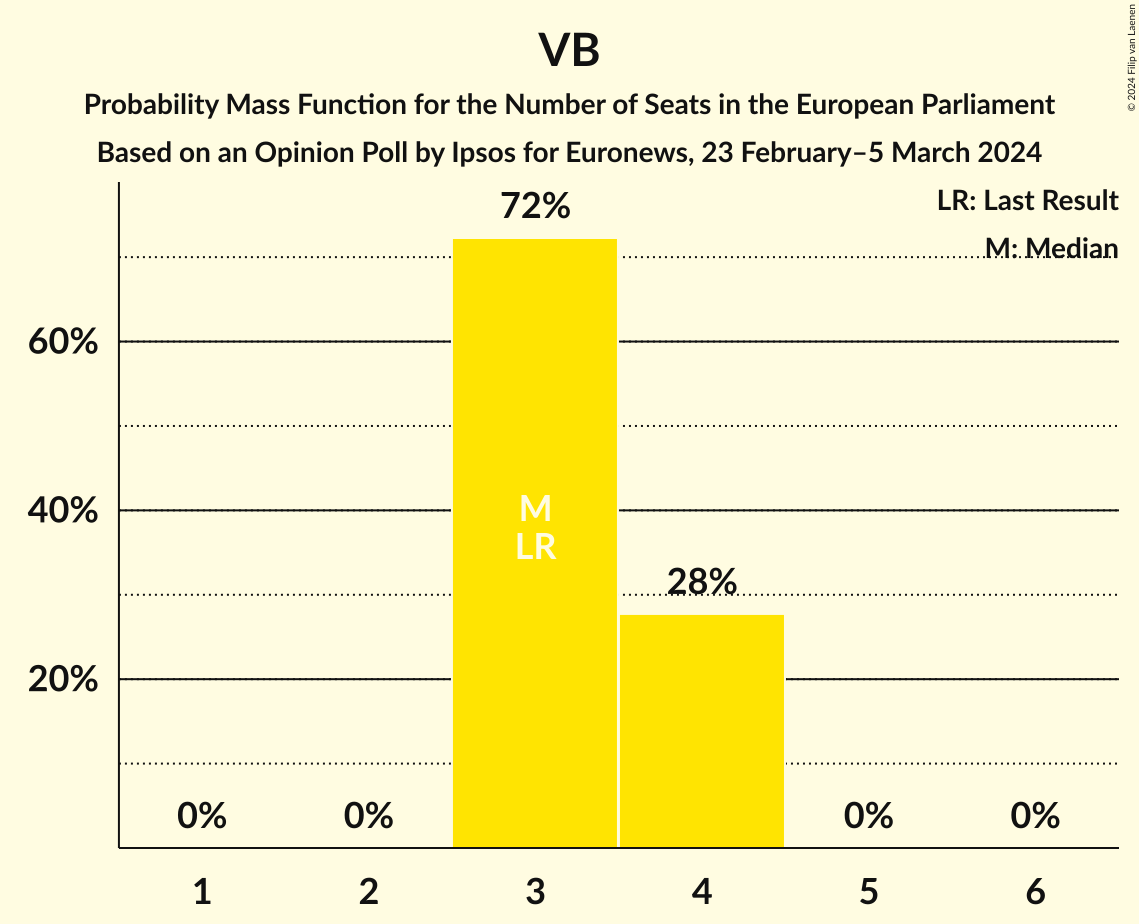 VB
Probability Mass Function for the Number of Seats in the European Parliament
Based on an Opinion Poll by Ipsos for Euronews, 23 February–5 March 2024
© 2024 Filip van Laenen
LR: Last Result
M: Median
72%
60%
40%
20%
M
LR
28%
0%
0%
0%
0%
1
2
3
4
5
6